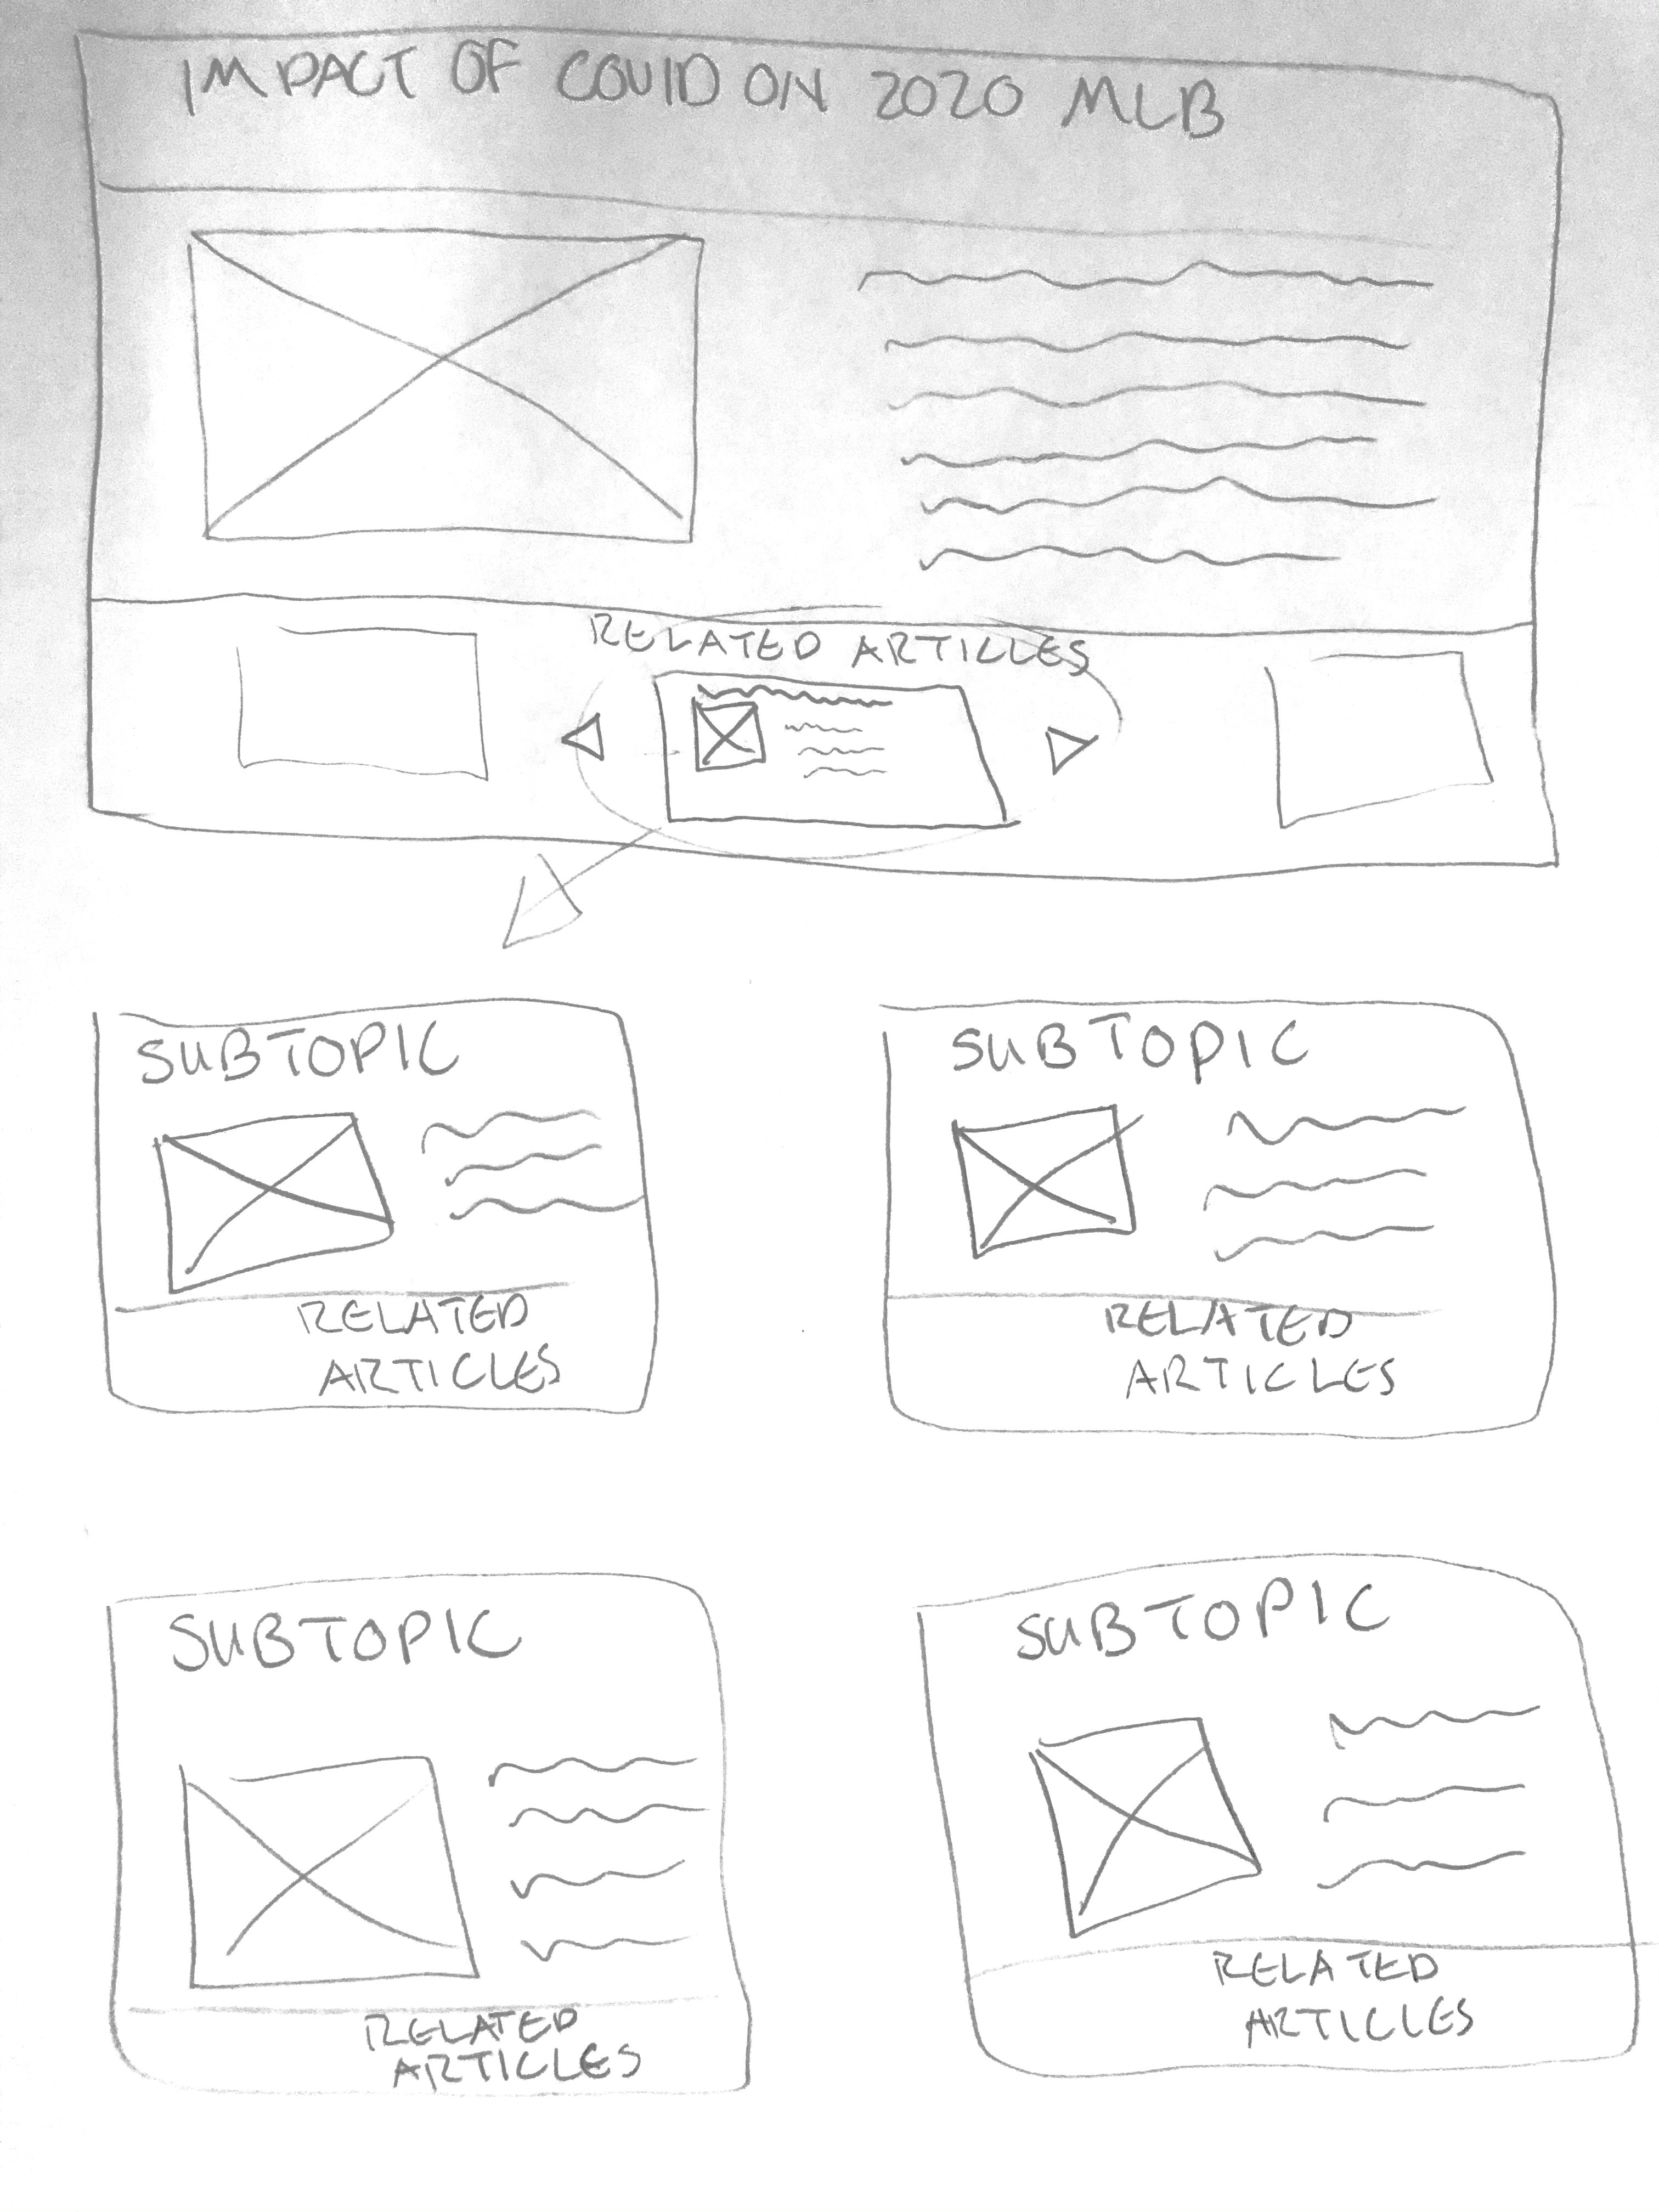 IMPACT OF COVID ON 2020 MLB
RELATED ARTICLES
SUBTOPIC
RELATED
ARTICLES
SUBTOPIC
RELATED
ARTICLES
SUBTOPIC
RELATED
ARTICLES
SUBTOPIC
RELATED
ARTICLES